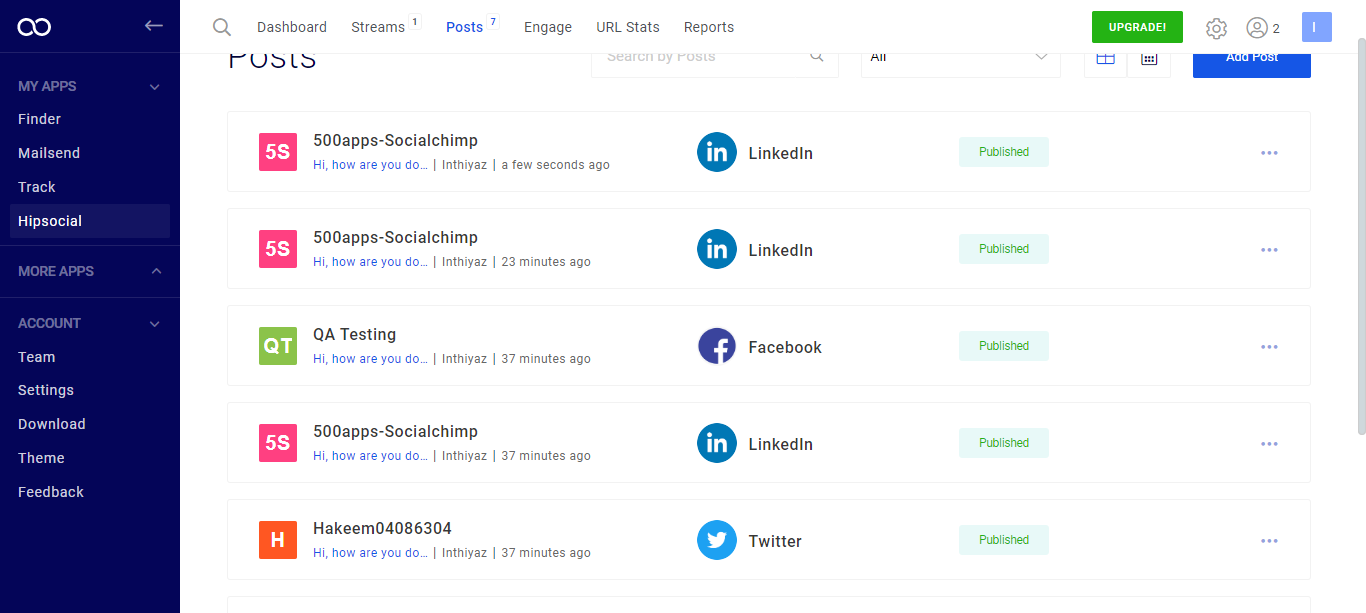 Dashboard Streams 1 Posts 7 Engage URL Stats Reports UPGRADE! 2 I
MY APPS
Finder
Mailsend
Track
Hipsocial
MORE APPS
ACCOUNT
Team
Settings
Download
Theme
Feedback
Posts Search by Posts All Add Post
5S 500apps-Socialchimp LinkedIn Published
Hi, how are you do... | Inthiyaz | a few seconds ago
5S 500apps-Socialchimp LinkedIn Published
Hi, how are you do... | Inthiyaz | 23 minutes ago
QT QA Testing Facebook Published
Hi, how are you do... | Inthiyaz | 37 minutes ago
5S 500apps-Socialchimp LinkedIn Published
Hi, how are you do... | Inthiyaz | 37 minutes ago
H Hakeem04086304 Twitter Published
Hi, how are you do... | Inthiyaz | 37 minutes ago